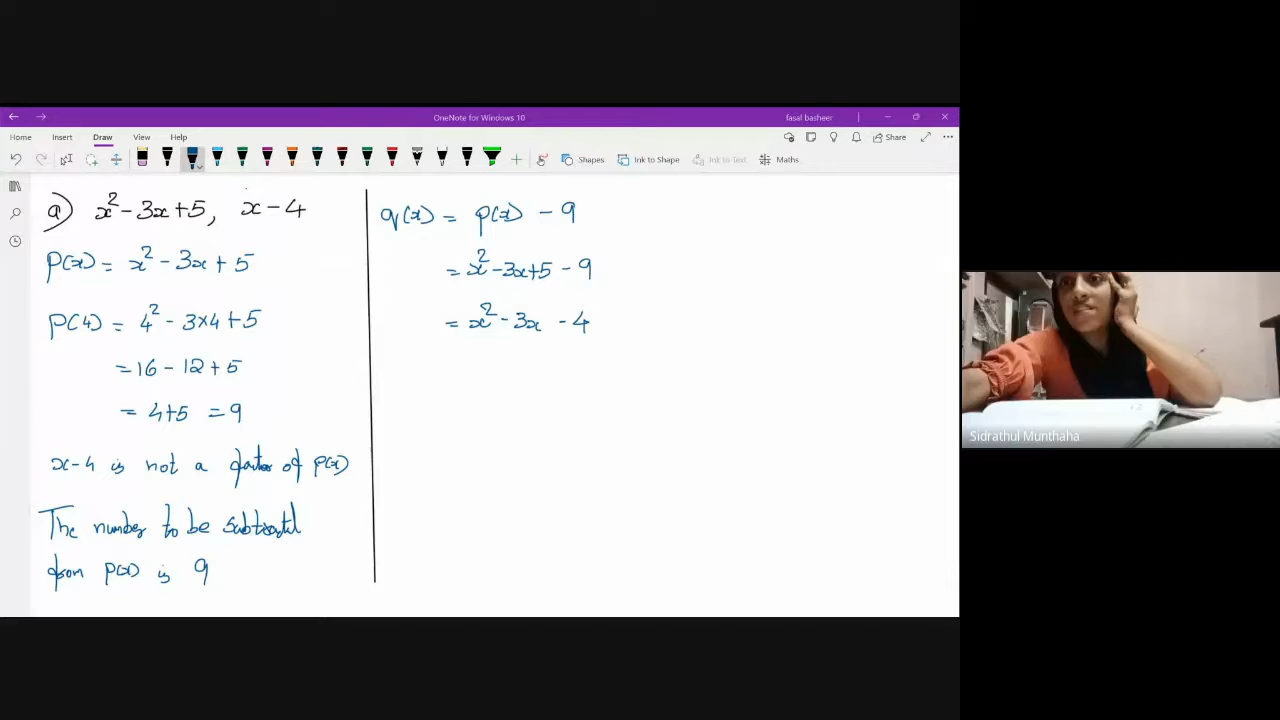 OneNote for Windows 10
fasal basheer
Home Insert Draw View Help
Share
Shapes
Ink to Shape
Ink to Text
Maths
a) x² - 3x + 5, x - 4
P(x) = x² - 3x + 5
P(4) = 4² - 3×4 + 5
= 16 - 12 + 5
= 4+5 = 9
x-4 is not a factor of P(x)
The number to be subtracted
from P(x) is 9
q(x) = p(x) - 9
= x² - 3x + 5 - 9
= x² - 3x - 4
Sidrathul Munthaha